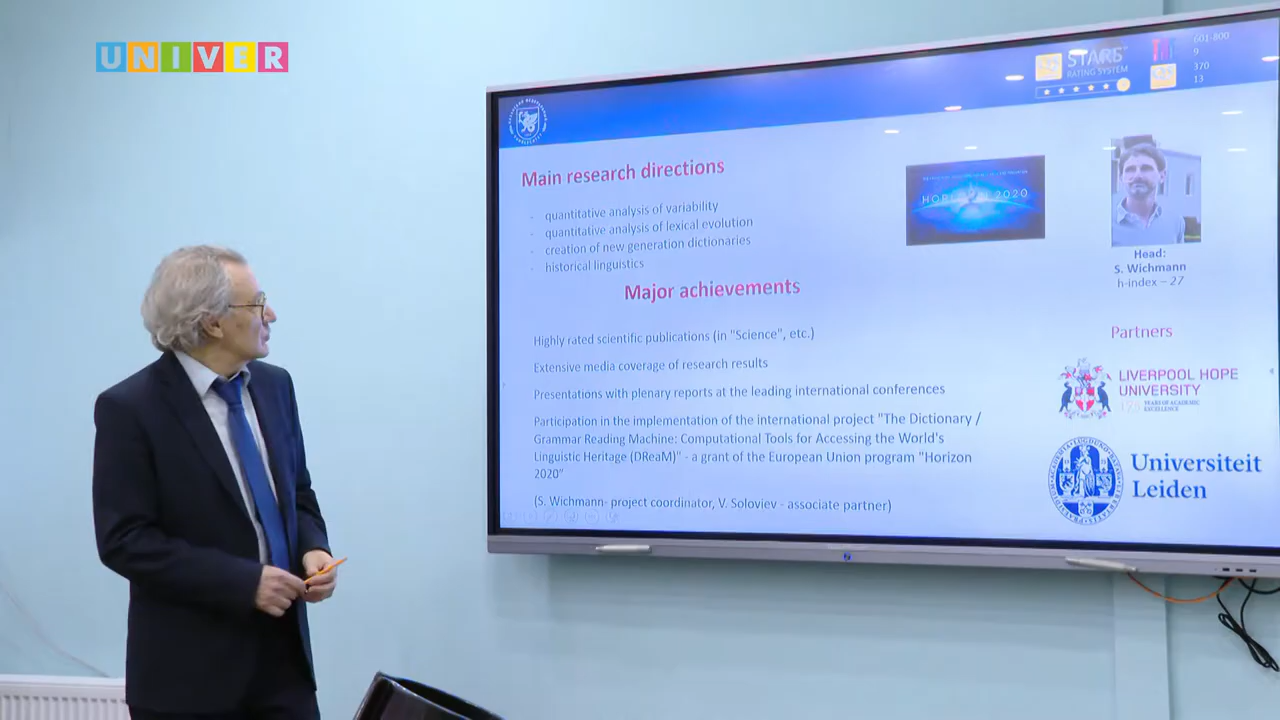 UNIVER
STARS
RATING SYSTEM
601-800
9
370
13
Main research directions
- quantitative analysis of variability
- quantitative analysis of lexical evolution
- creation of new generation dictionaries
- historical linguistics
HORIZON 2020
Head:
S. Wichmann
h-index – 27
Major achievements
Highly rated scientific publications (in "Science", etc.)
Extensive media coverage of research results
Presentations with plenary reports at the leading international conferences
Participation in the implementation of the international project "The Dictionary /
Grammar Reading Machine: Computational Tools for Accessing the World's
Linguistic Heritage (DReaM)" - a grant of the European Union program "Horizon
2020"
(S. Wichmann- project coordinator, V. Soloviev - associate partner)
Partners
LIVERPOOL HOPE
UNIVERSITY
YEARS OF ACADEMIC
EXCELLENCE
Universiteit
Leiden